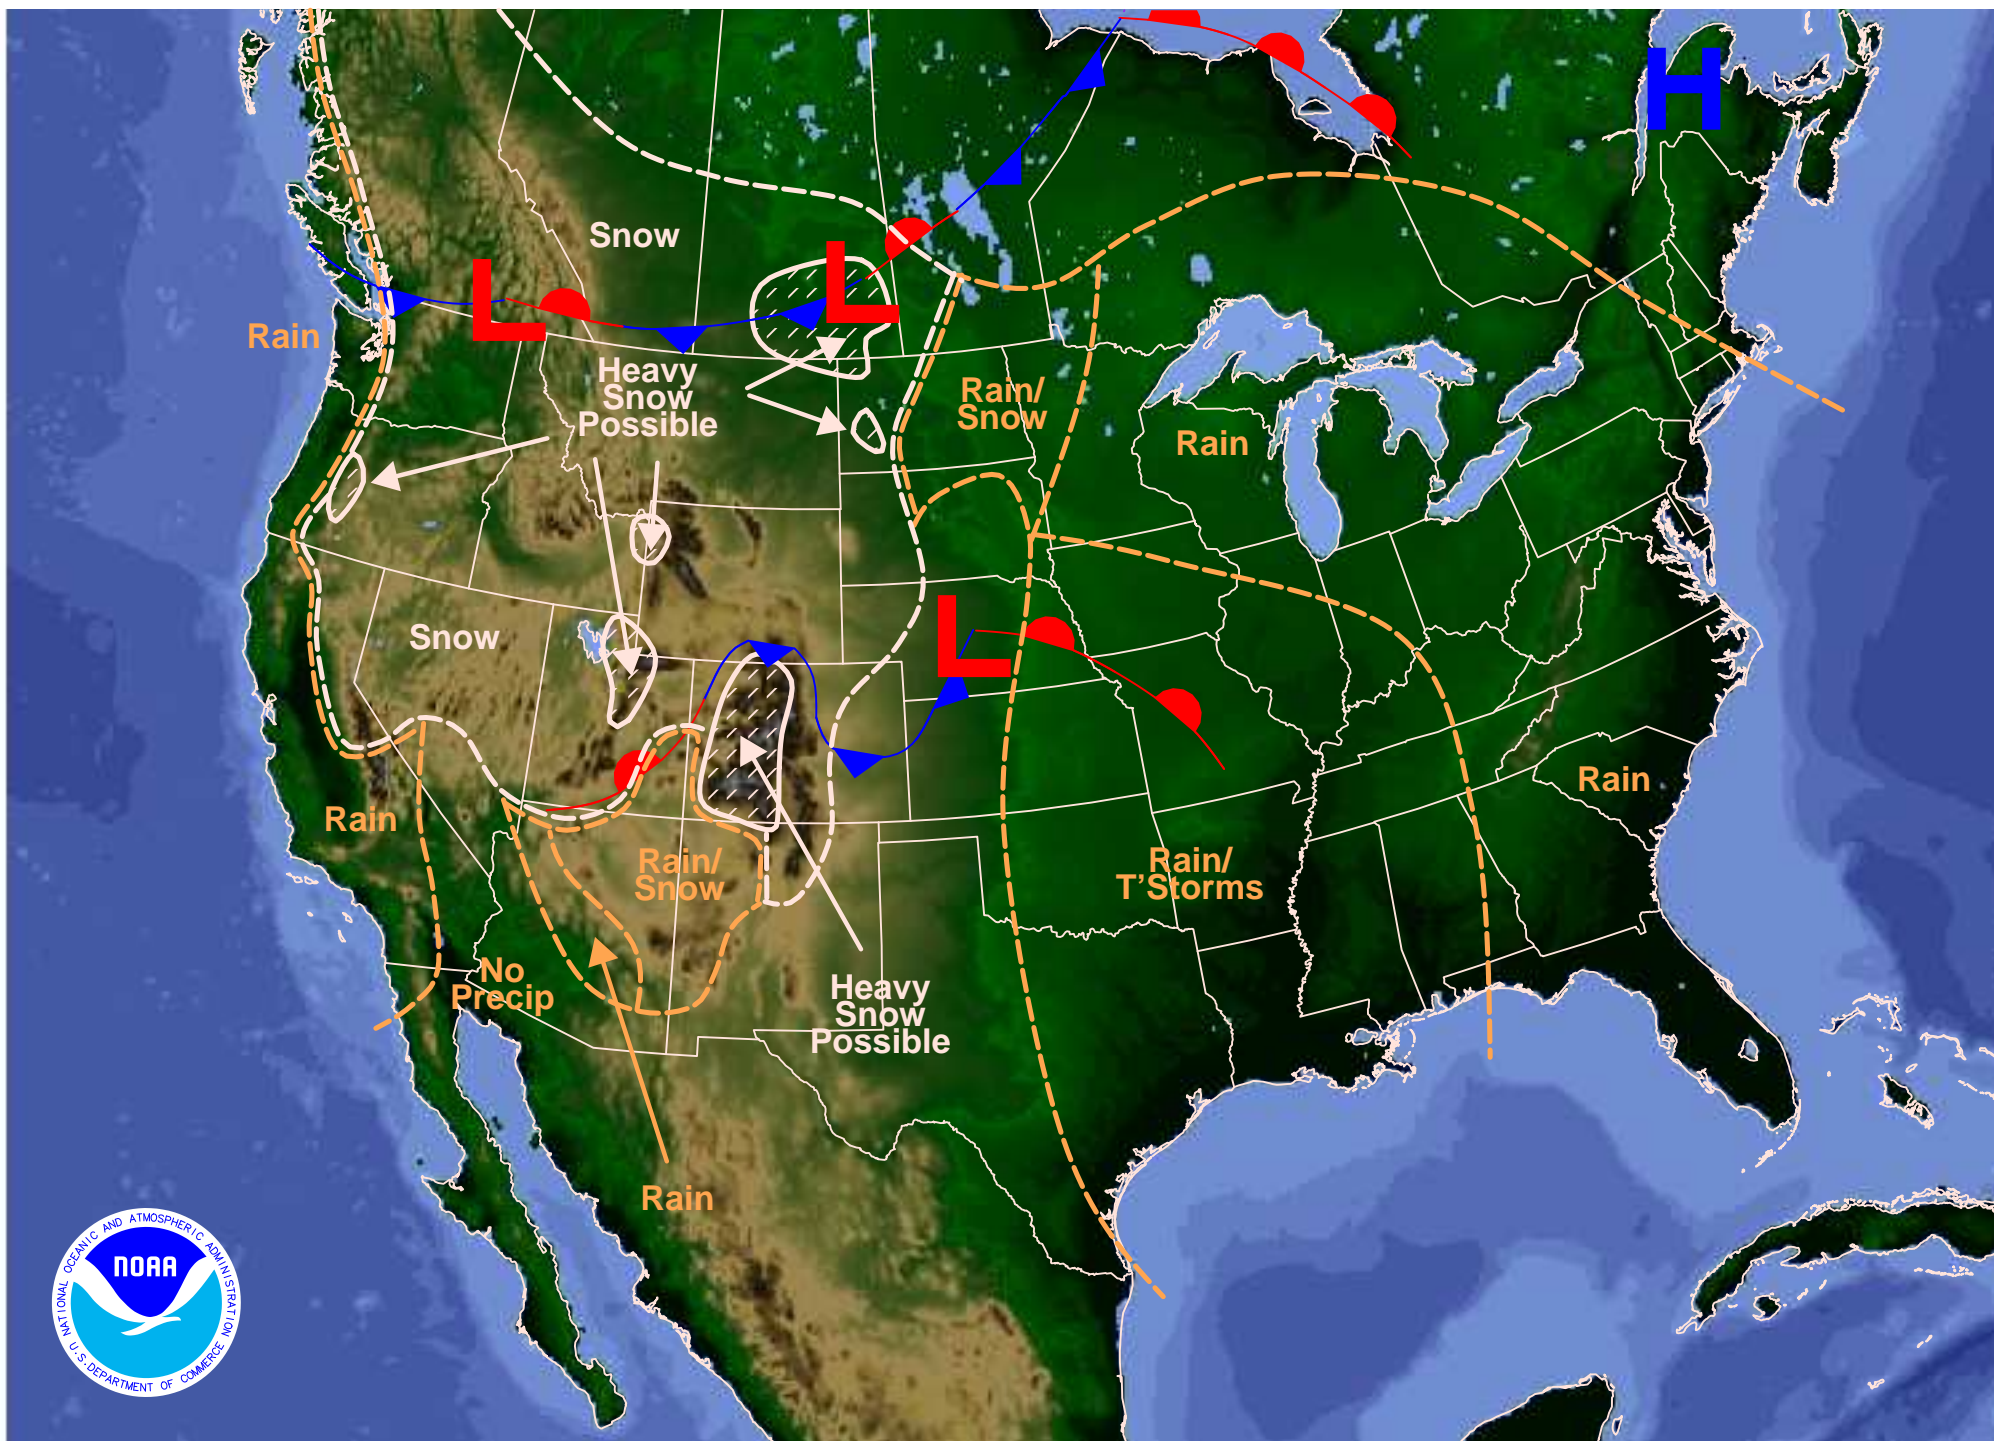 H
Snow
L
L
Rain
Heavy
Snow
Possible
Rain/
Snow
Rain
L
Snow
Rain
Rain/
Snow
Rain/
T'Storms
Rain
No
Precip
Heavy
Snow
Possible
Rain
NATIONAL OCEANIC AND ATMOSPHERIC ADMINISTRATION
NOAA
U.S. DEPARTMENT OF COMMERCE